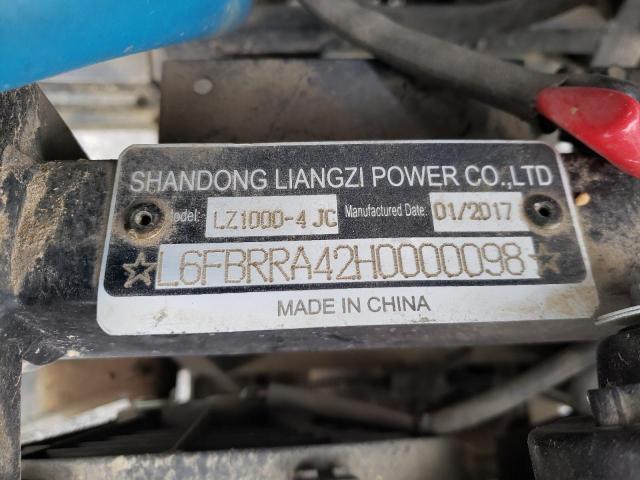 SHANDONG LIANGZI POWER CO.,LTD
Model: LZ1000-4 JC Manufactured Date: 01/2017
☆L6FBRRA42H0000098☆
MADE IN CHINA